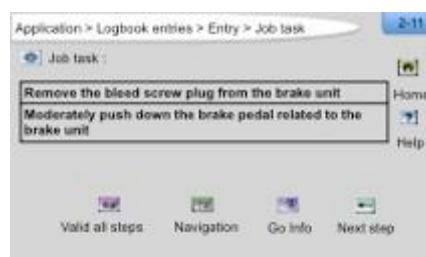 Application > Logbook entries > Entry > Job task
2-11
Job task :
Home
Remove the bleed screw plug from the brake unit
Moderately push down the brake pedal related to the
brake unit
Help
Valid all steps
Navigation
Go Info
Next step